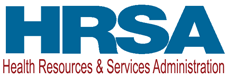 HRSA
Health Resources & Services Administration